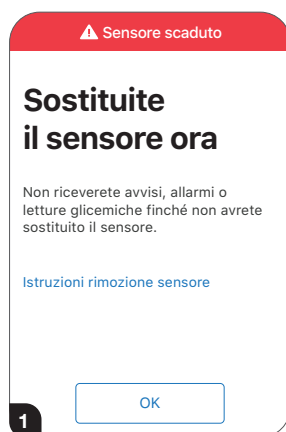 Sensore scaduto
Sostituite
il sensore ora
Non riceverete avvisi, allarmi o
letture glicemiche finché non avrete
sostituito il sensore.
Istruzioni rimozione sensore
OK
1